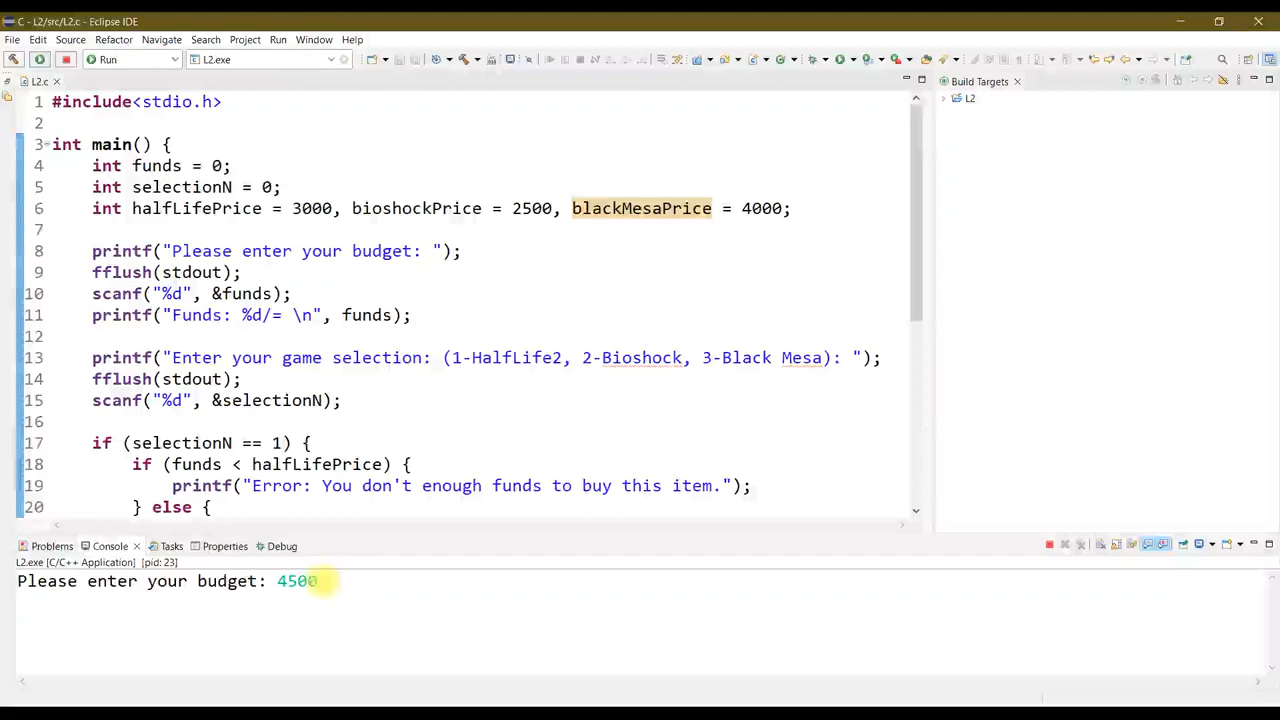 C - L2/src/L2.c - Eclipse IDE
File Edit Source Refactor Navigate Search Project Run Window Help
Run L2.exe
L2.c
Build Targets
L2
1 #include<stdio.h>
2
3 int main() {
4 int funds = 0;
5 int selectionN = 0;
6 int halfLifePrice = 3000, bioshockPrice = 2500, blackMesaPrice = 4000;
7
8 printf("Please enter your budget: ");
9 fflush(stdout);
10 scanf("%d", &funds);
11 printf("Funds: %d/= \n", funds);
12
13 printf("Enter your game selection: (1-HalfLife2, 2-Bioshock, 3-Black Mesa): ");
14 fflush(stdout);
15 scanf("%d", &selectionN);
16
17 if (selectionN == 1) {
18 if (funds < halfLifePrice) {
19 printf("Error: You don't enough funds to buy this item.");
20 } else {
Problems Console Tasks Properties Debug
L2.exe [C/C++ Application] [pid: 23]
Please enter your budget: 4500